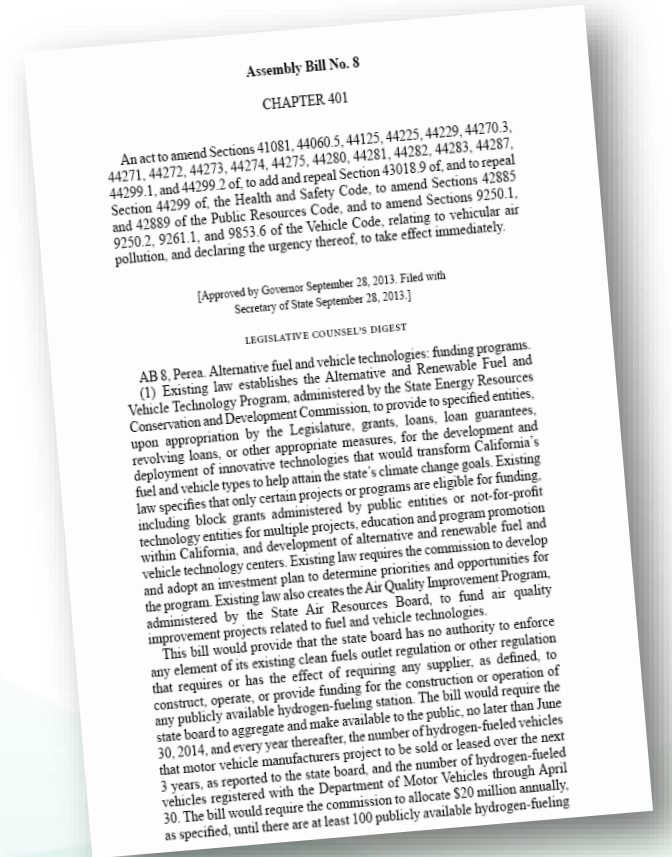 Assembly Bill No. 8
CHAPTER 401
An act to amend Sections 41081, 44060.5, 44125, 44225, 44229, 44270.3,
44271, 44272, 44273, 44274, 44275, 44280, 44281, 44282, 44283, 44287,
44299.1, and 44299.2 of, to add and repeal Section 43018.9 of, and to repeal
Section 44299 of, the Health and Safety Code, to amend Sections 42885
and 42889 of the Public Resources Code, and to amend Sections 9250.1,
9250.2, 9261.1, and 9853.6 of the Vehicle Code, relating to vehicular air
pollution, and declaring the urgency thereof, to take effect immediately.
[Approved by Governor September 28, 2013. Filed with
Secretary of State September 28, 2013.]
LEGISLATIVE COUNSEL'S DIGEST
AB 8, Perea. Alternative fuel and vehicle technologies: funding programs.
(1) Existing law establishes the Alternative and Renewable Fuel and
Vehicle Technology Program, administered by the State Energy Resources
Conservation and Development Commission, to provide to specified entities,
upon appropriation by the Legislature, grants, loans, loan guarantees,
revolving loans, or other appropriate measures, for the development and
deployment of innovative technologies that would transform California's
fuel and vehicle types to help attain the state's climate change goals. Existing
law specifies that only certain projects or programs are eligible for funding,
including block grants administered by public entities or not-for-profit
technology entities for multiple projects, education and program promotion
within California, and development of alternative and renewable fuel and
vehicle technology centers. Existing law requires the commission to develop
and adopt an investment plan to determine priorities and opportunities for
the program. Existing law also creates the Air Quality Improvement Program,
administered by the State Air Resources Board, to fund air quality
improvement projects related to fuel and vehicle technologies.
This bill would provide that the state board has no authority to enforce
any element of its existing clean fuels outlet regulation or other regulation
that requires or has the effect of requiring any supplier, as defined, to
construct, operate, or provide funding for the construction or operation of
any publicly available hydrogen-fueling station. The bill would require the
state board to aggregate and make available to the public, no later than June
30, 2014, and every year thereafter, the number of hydrogen-fueled vehicles
that motor vehicle manufacturers project to be sold or leased over the next
3 years, as reported to the state board, and the number of hydrogen-fueled
vehicles registered with the Department of Motor Vehicles through April
30. The bill would require the commission to allocate $20 million annually,
as specified, until there are at least 100 publicly available hydrogen-fueling